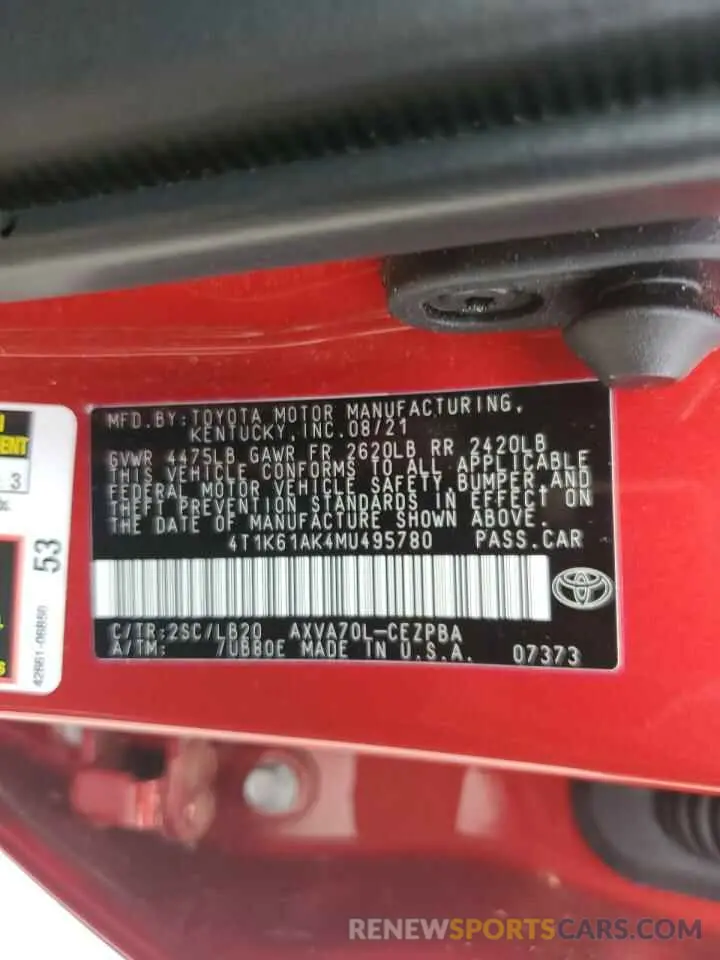 MFD.BY:TOYOTA MOTOR MANUFACTURING,
KENTUCKY,INC.08/21
GVWR 4475LB GAWR FR 2620LB RR 2420LB
THIS VEHICLE CONFORMS TO ALL APPLICABLE
FEDERAL MOTOR VEHICLE SAFETY,BUMPER,AND
THEFT PREVENTION STANDARDS IN EFFECT ON
THE DATE OF MANUFACTURE SHOWN ABOVE.
4T1K61AK4MU495780 PASS.CAR
C/TR:2SC/LB20 AXVA70L-CEZPBA
A/TM: 7UB80E MADE IN U.S.A. 07373
3
53
RENEWSPORTSCARS.COM